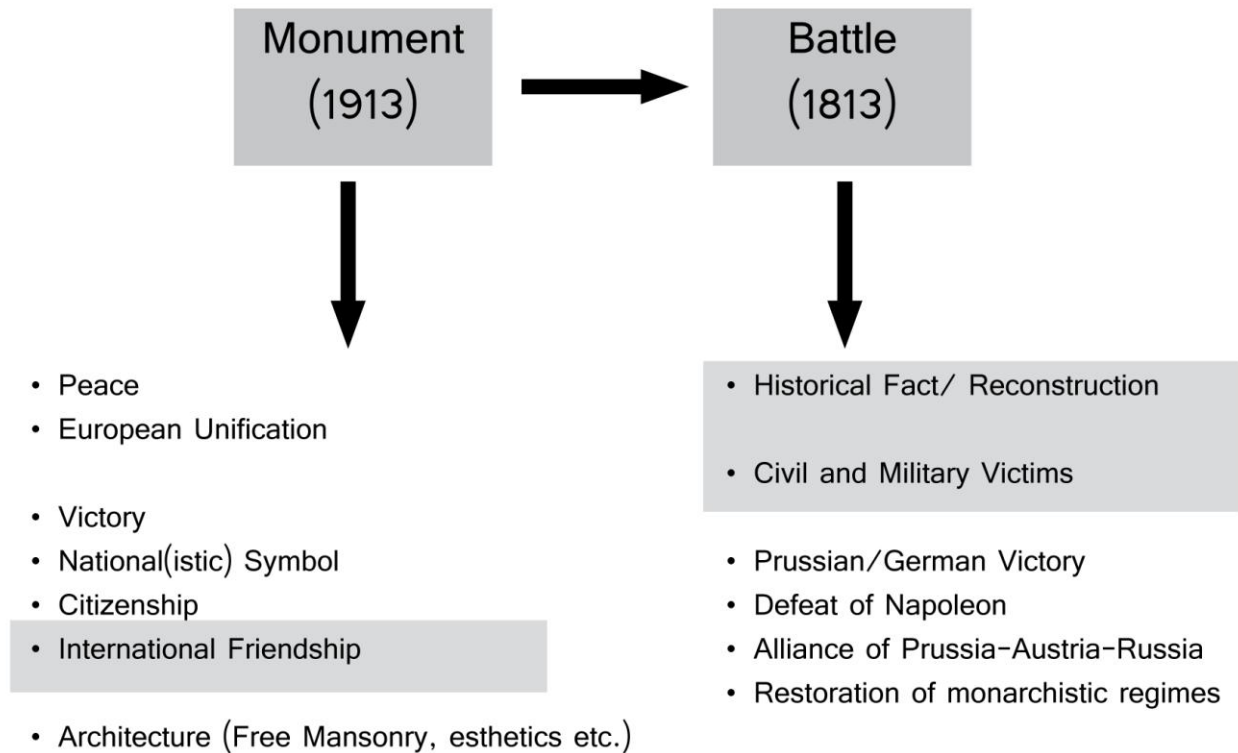 Monument
(1913)
Battle
(1813)
• Peace
• European Unification
• Victory
• National(istic) Symbol
• Citizenship
• International Friendship
• Architecture (Free Mansonry, esthetics etc.)
• Historical Fact/ Reconstruction
• Civil and Military Victims
• Prussian/German Victory
• Defeat of Napoleon
• Alliance of Prussia-Austria-Russia
• Restoration of monarchistic regimes